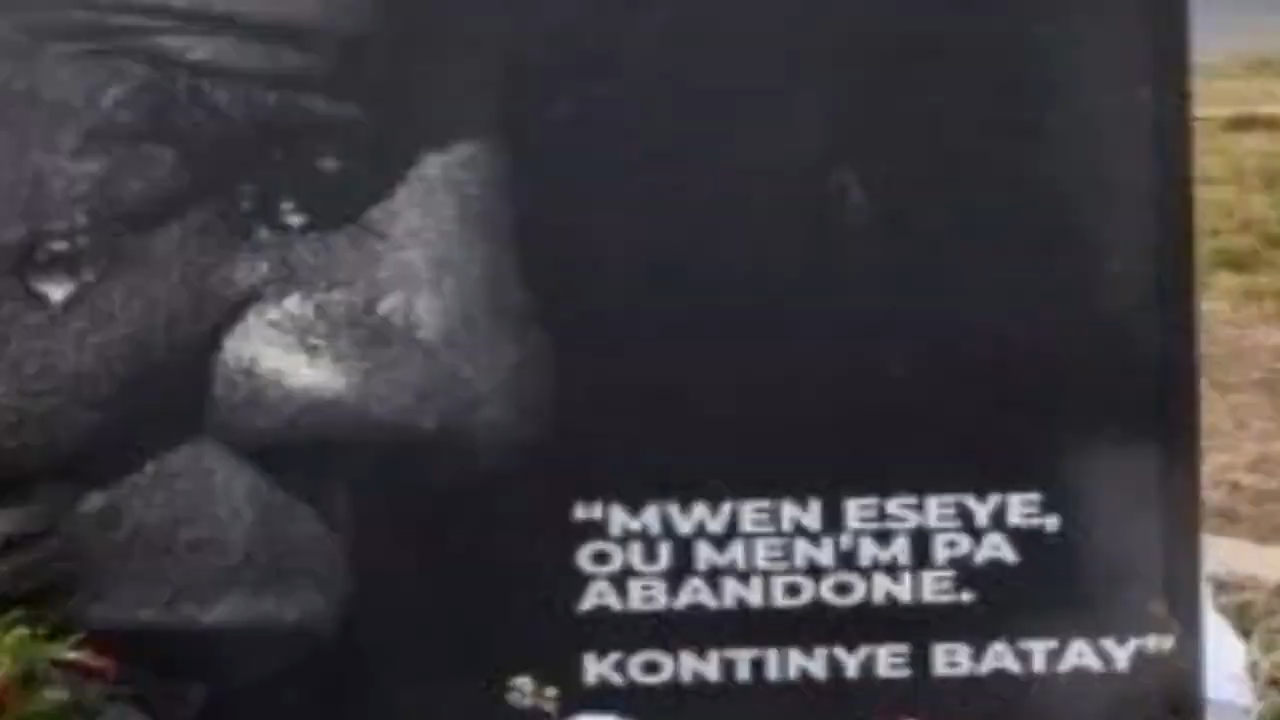 “MWEN ESEYE,
OU MEN'M PA
ABANDONE.
KONTINYE BATAY”